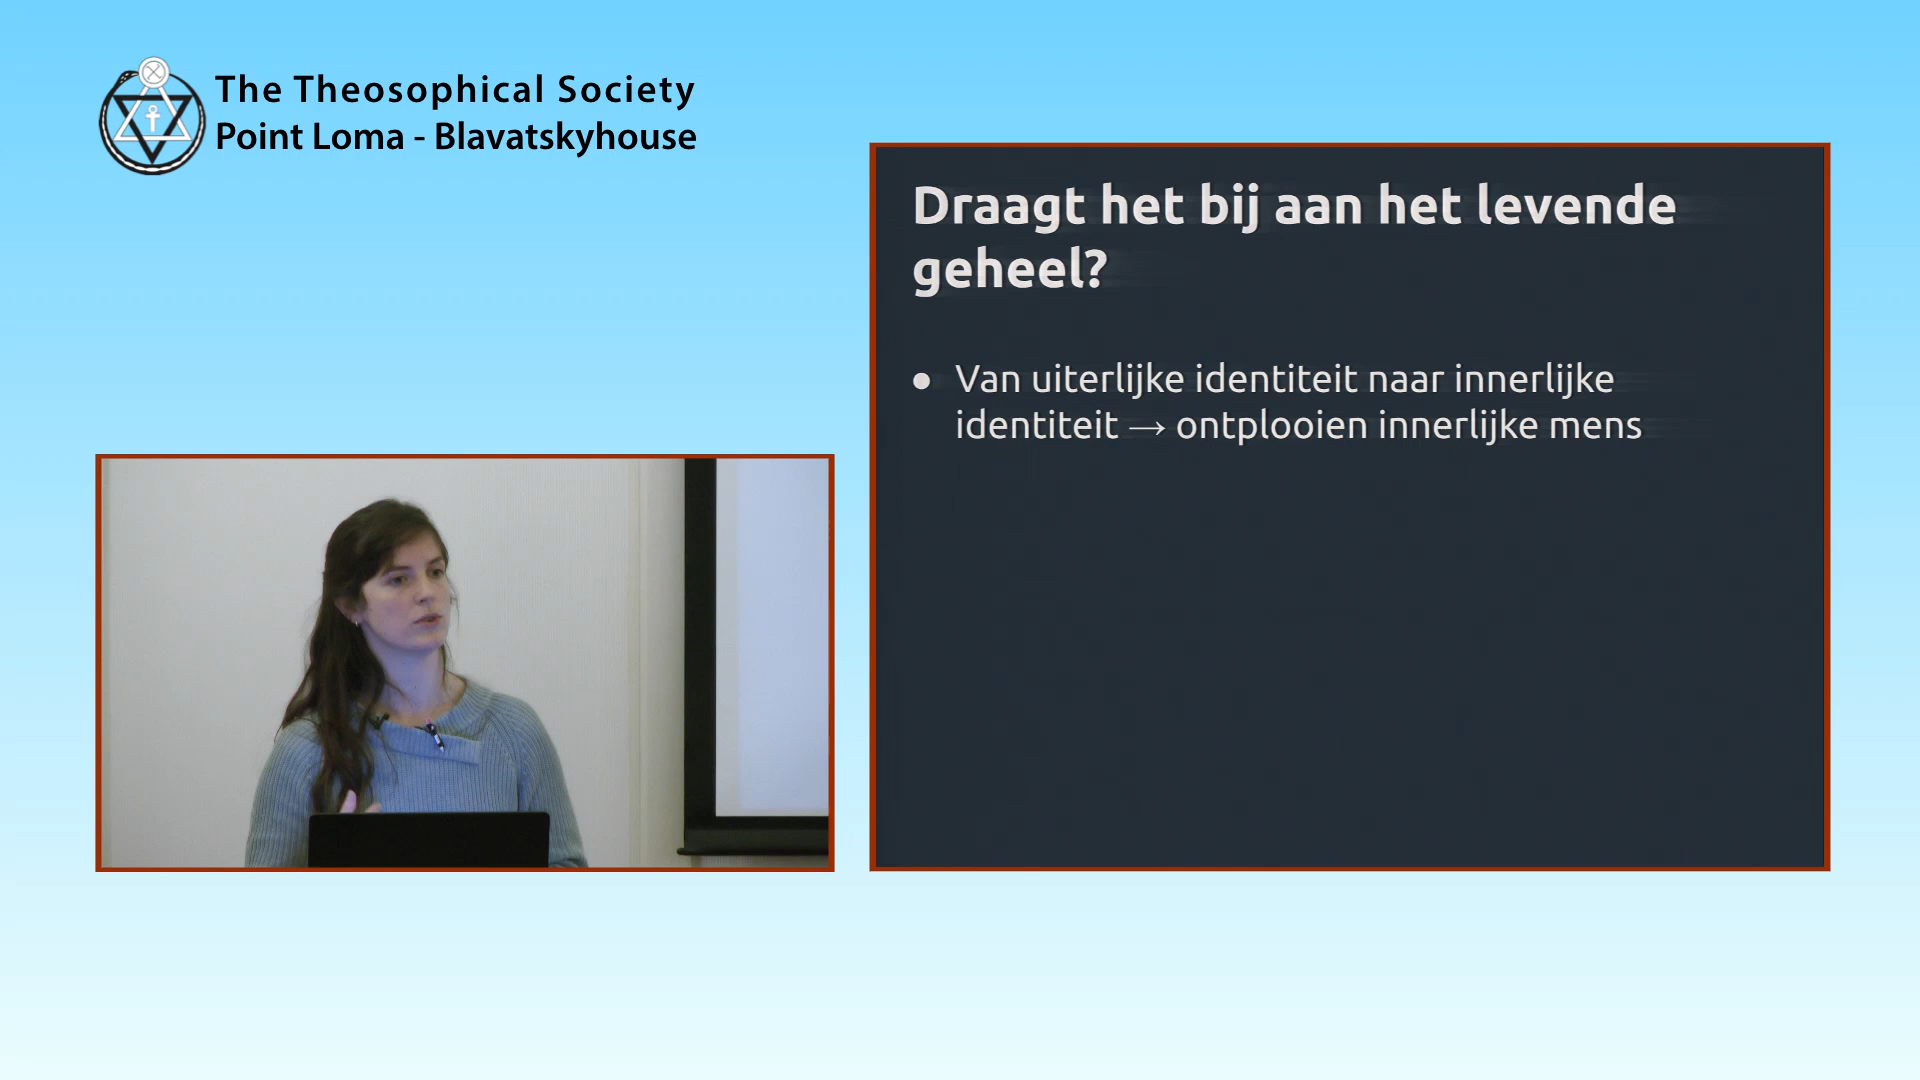 The Theosophical Society
Point Loma - Blavatskyhouse
Draagt het bij aan het levende
geheel?
● Van uiterlijke identiteit naar innerlijke
identiteit → ontplooien innerlijke mens